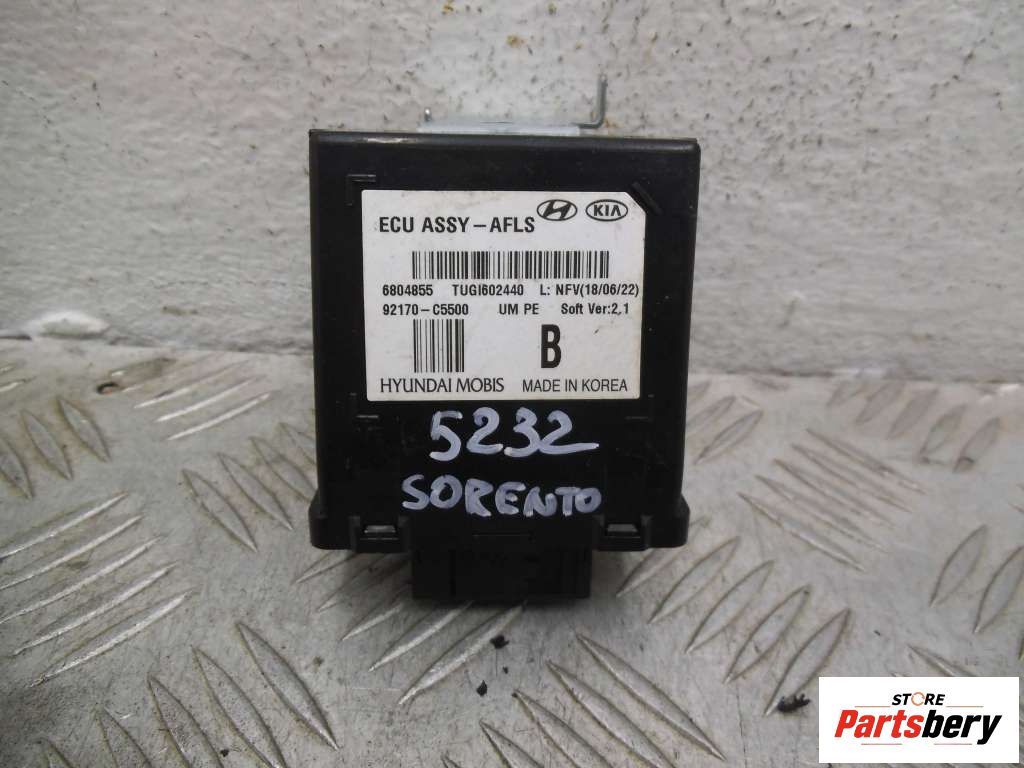 ECU ASSY-AFLS KIA
6804855 TUGI602440 L: NFV(18/06/22)
92170-C5500 UM PE Soft Ver:2,1
B
HYUNDAI MOBIS MADE IN KOREA
5232
SORENTO
STORE
Partsbery